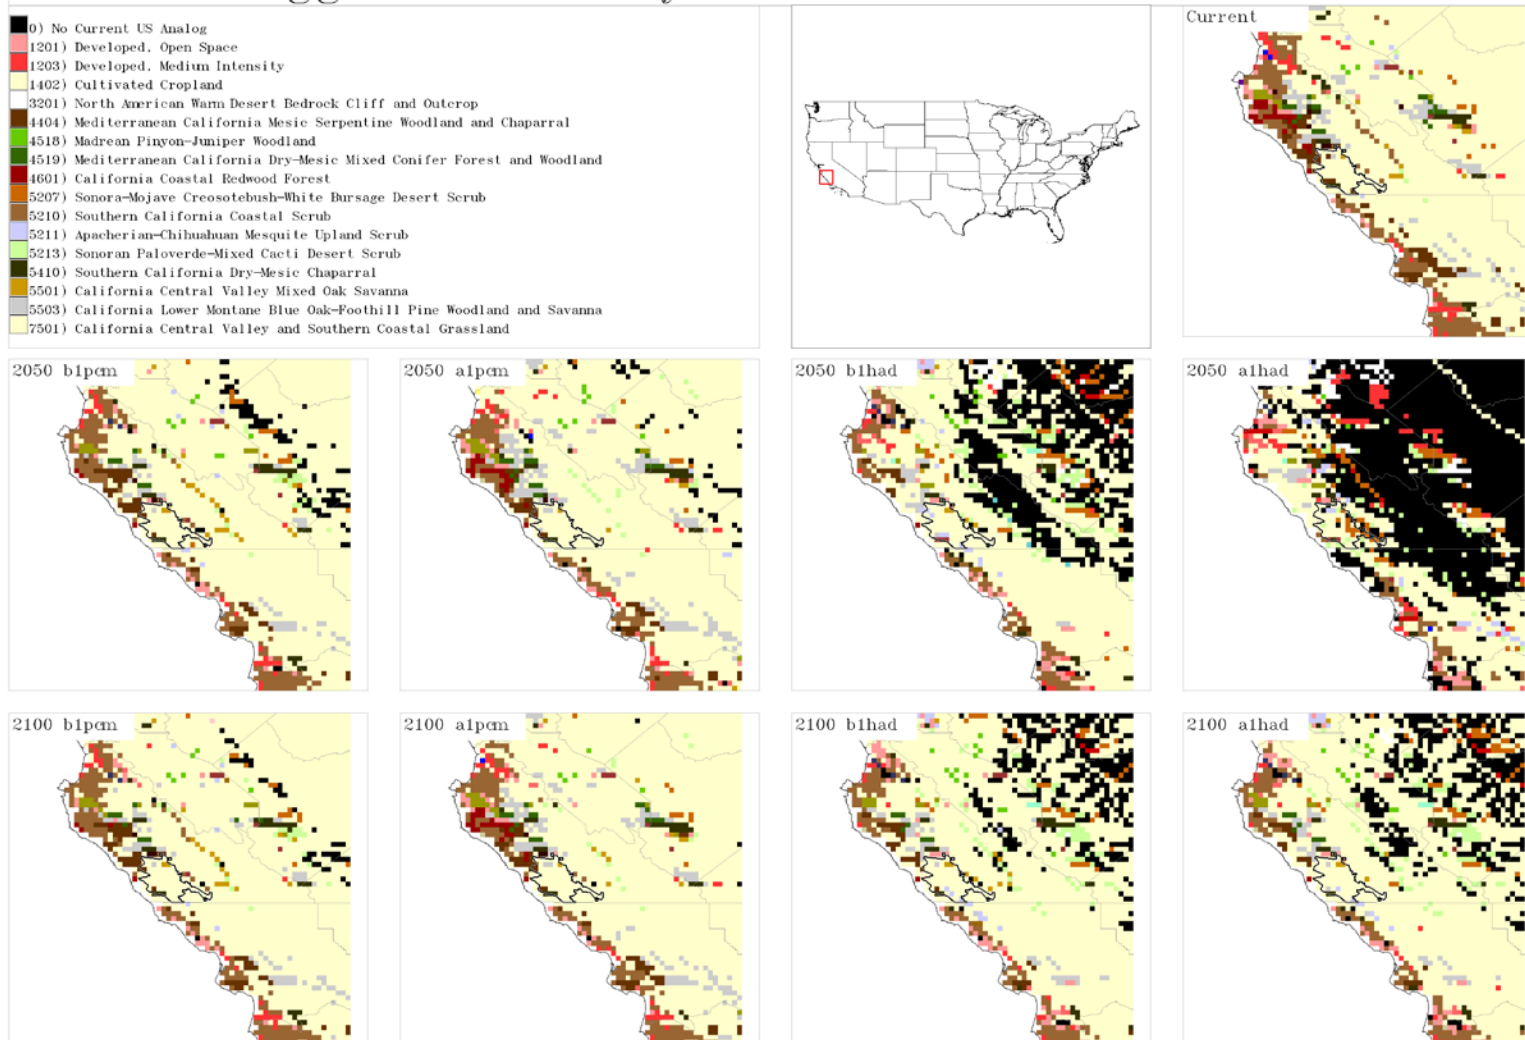 0) No Current US Analog
1201) Developed, Open Space
1203) Developed, Medium Intensity
1402) Cultivated Cropland
3201) North American Warm Desert Bedrock Cliff and Outcrop
4404) Mediterranean California Mesic Serpentine Woodland and Chaparral
4518) Madrean Pinyon-Juniper Woodland
4519) Mediterranean California Dry-Mesic Mixed Conifer Forest and Woodland
4601) California Coastal Redwood Forest
5207) Sonora-Mojave Creosotebush-White Bursage Desert Scrub
5210) Southern California Coastal Scrub
5211) Apacherian-Chihuahuan Mesquite Upland Scrub
5213) Sonoran Paloverde-Mixed Cacti Desert Scrub
5410) Southern California Dry-Mesic Chaparral
5501) California Central Valley Mixed Oak Savanna
5503) California Lower Montane Blue Oak-Foothill Pine Woodland and Savanna
7501) California Central Valley and Southern Coastal Grassland
Current
2050 b1pcm
2050 a1pcm
2050 b1had
2050 a1had
2100 b1pcm
2100 a1pcm
2100 b1had
2100 a1had